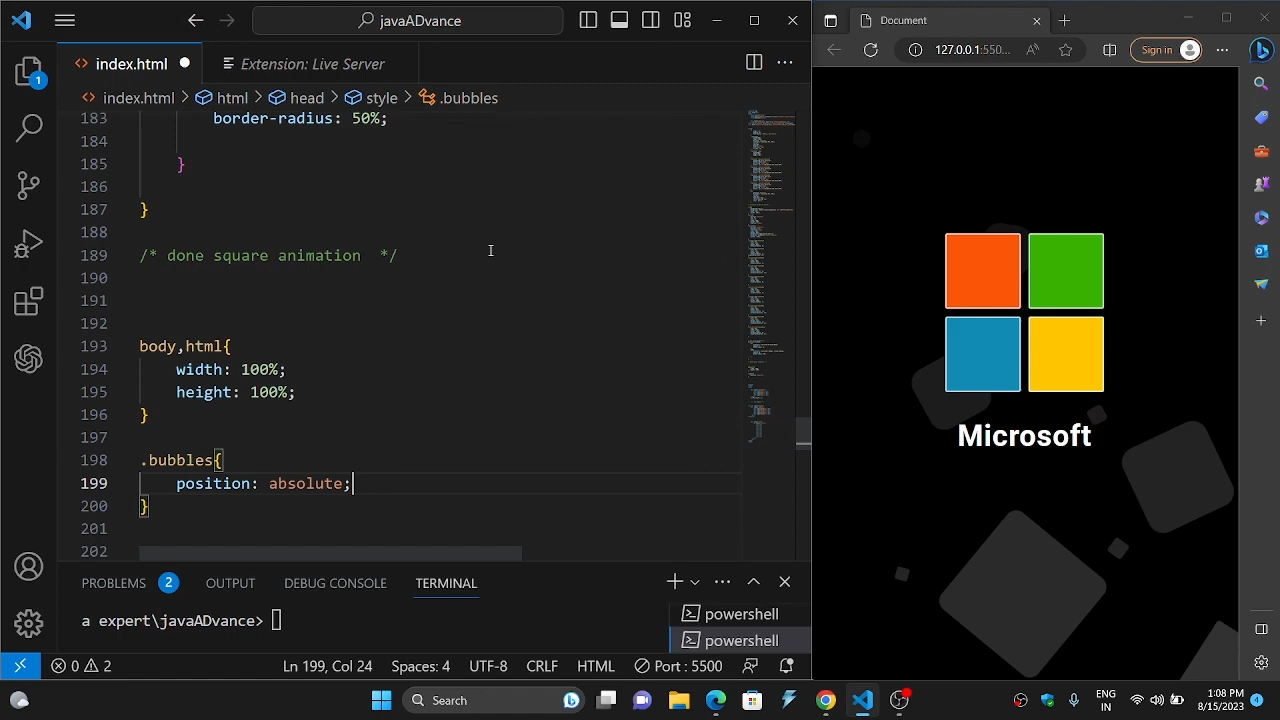 javaADvance
index.html
Extension: Live Server
index.html > html > head > style > .bubbles
183 border-radius: 50%;
184
185 }
186
187 }
188
189 /* done square anintion  */
190
191
192
193 body,html{
194 width: 100%;
195 height: 100%;
196 }
197
198 .bubbles{
199 position: absolute;
200 }
201
202
1
PROBLEMS 2 OUTPUT DEBUG CONSOLE TERMINAL
a expert\javaADvance>
powershell
powershell
0 2 Ln 199, Col 24 Spaces: 4 UTF-8 CRLF HTML Port : 5500
Document
127.0.0.1:550...
Sign in
Microsoft
Search
ENG
IN
1:08 PM
8/15/2023
4